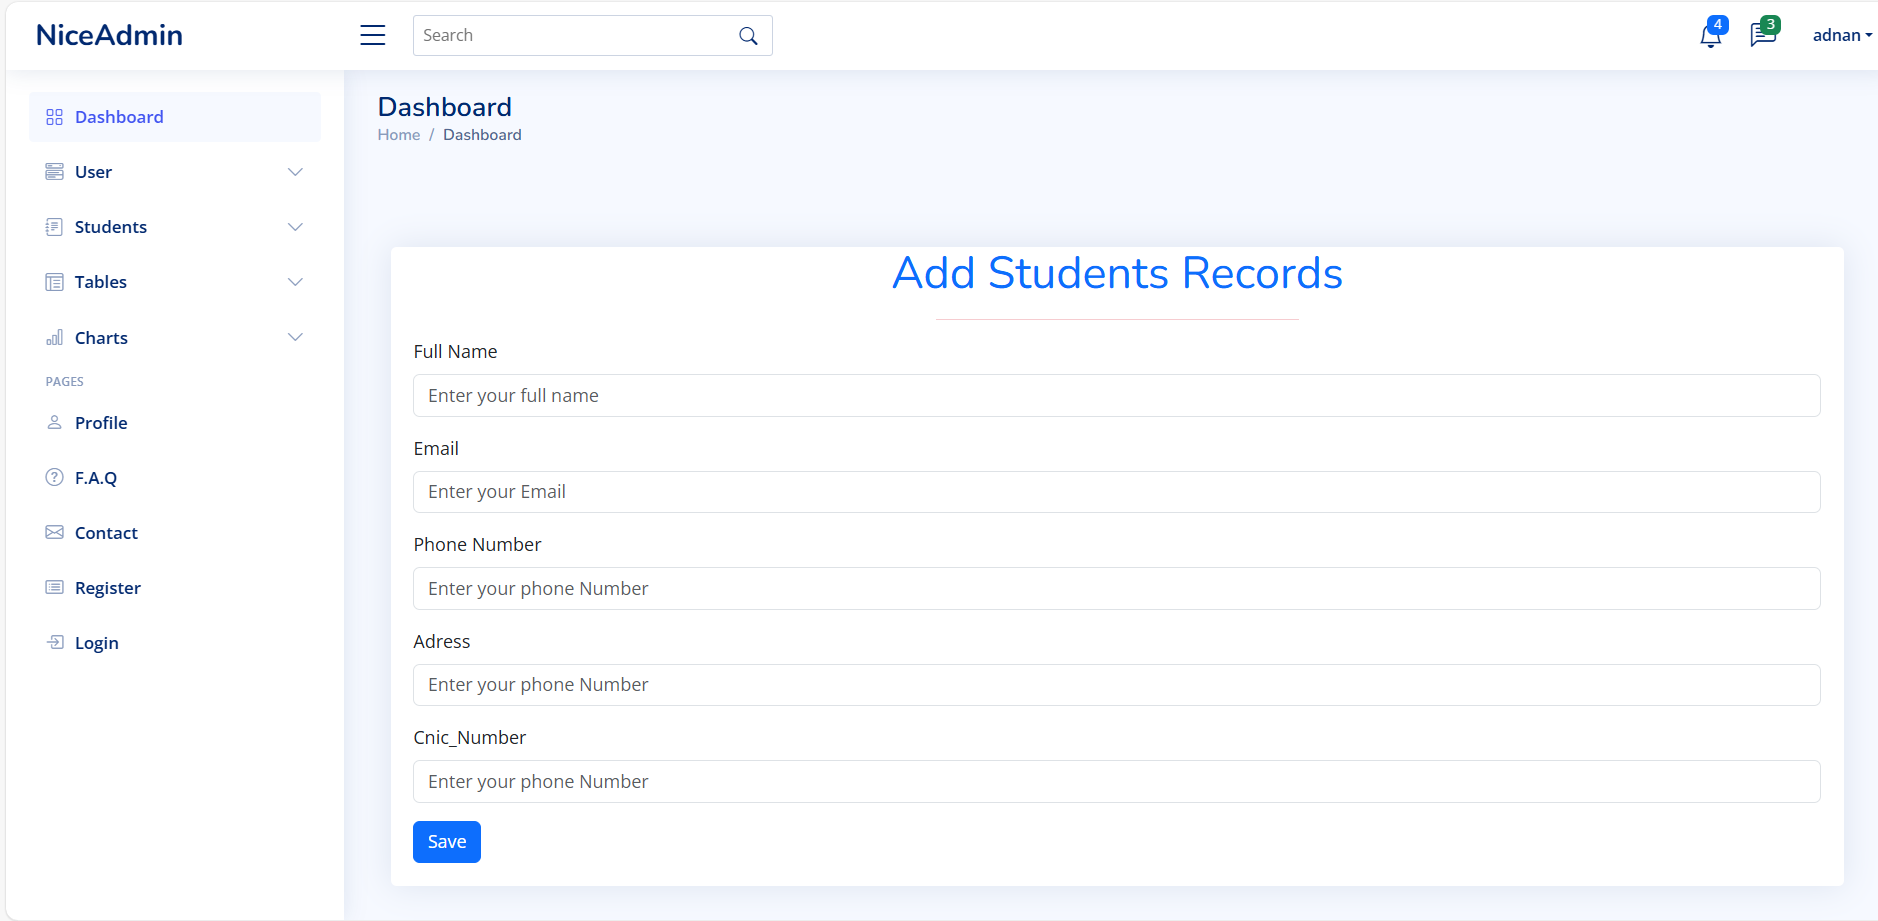 NiceAdmin
Search
4
3
adnan
Dashboard
User
Students
Tables
Charts
PAGES
Profile
F.A.Q
Contact
Register
Login
Dashboard
Home / Dashboard
Add Students Records
Full Name
Enter your full name
Email
Enter your Email
Phone Number
Enter your phone Number
Adress
Enter your phone Number
Cnic_Number
Enter your phone Number
Save